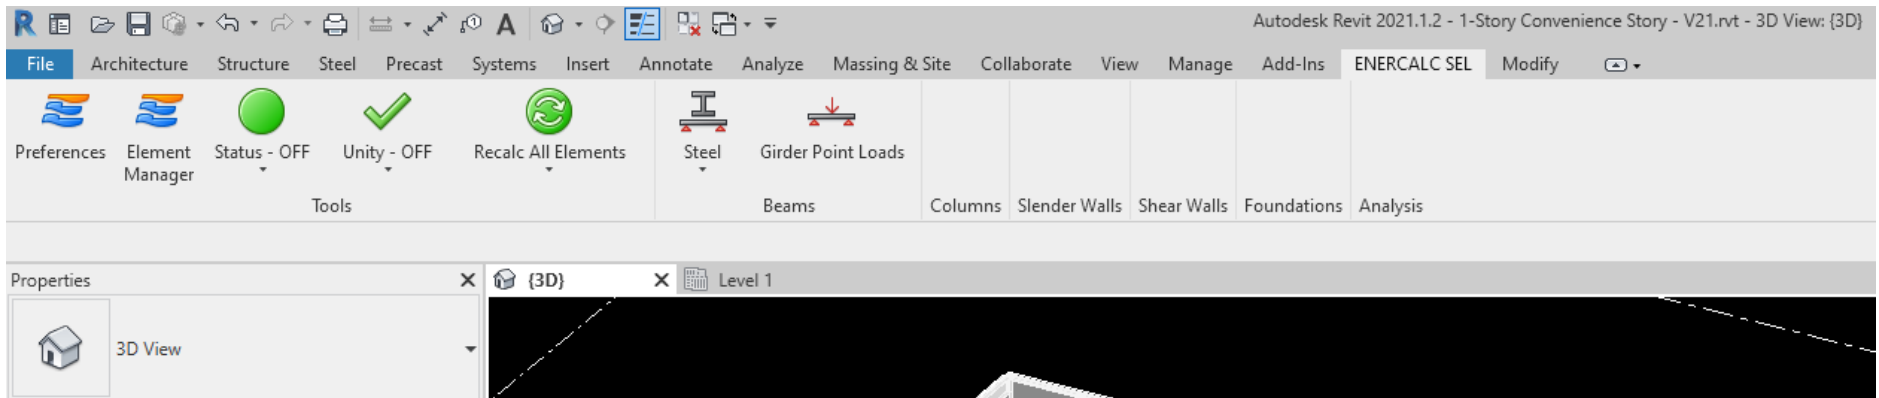 Autodesk Revit 2021.1.2 - 1-Story Convenience Story - V21.rvt - 3D View: {3D}
File Architecture Structure Steel Precast Systems Insert Annotate Analyze Massing & Site Collaborate View Manage Add-Ins ENERCALC SEL Modify
Preferences Element Manager Status - OFF Unity - OFF Recalc All Elements Steel Girder Point Loads
Tools Beams Columns Slender Walls Shear Walls Foundations Analysis
Properties {3D} Level 1
3D View